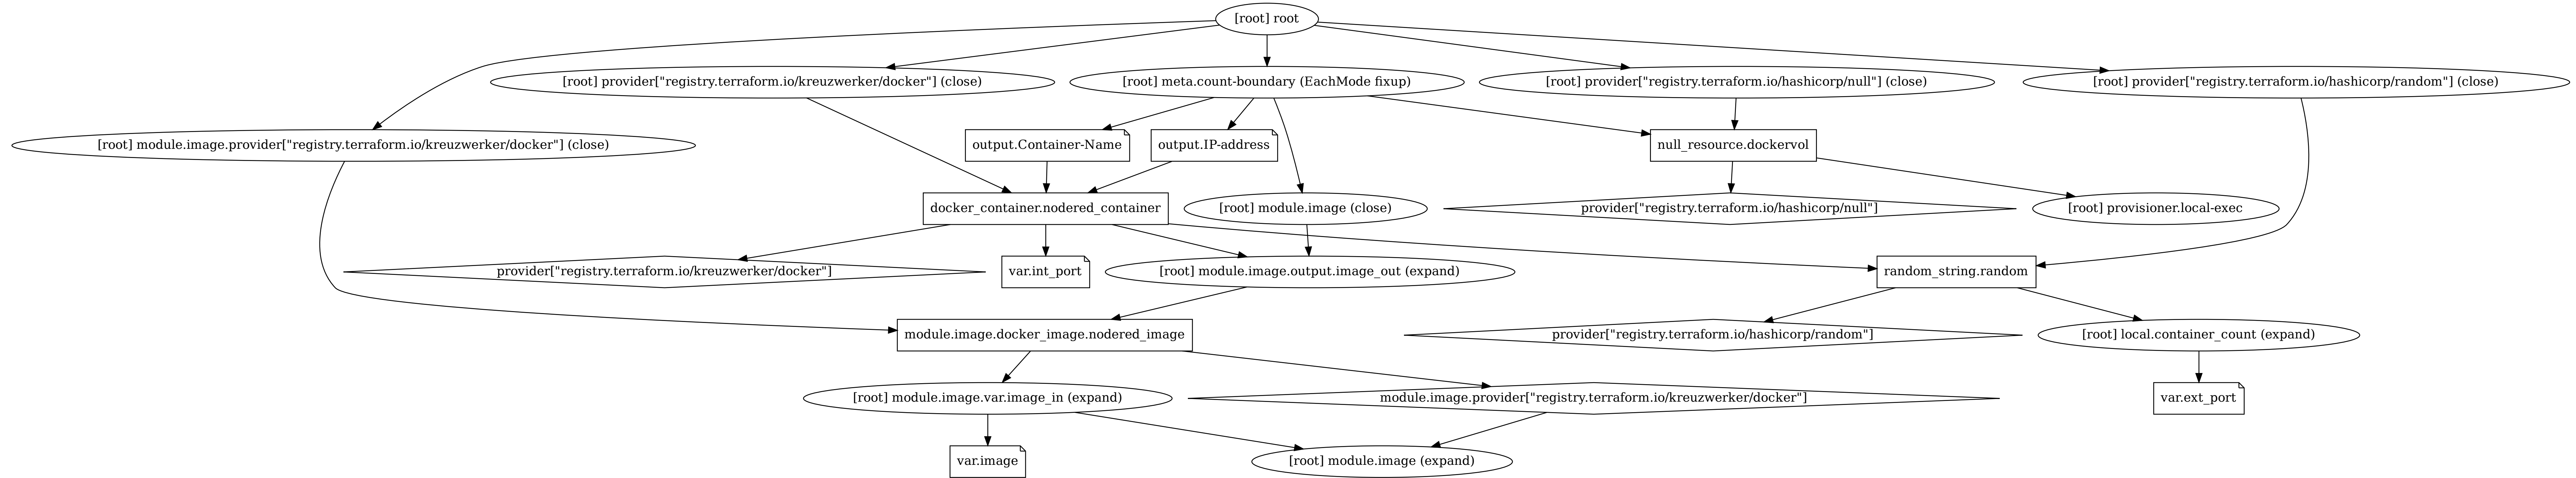 [root] root
[root] provider["registry.terraform.io/kreuzwerker/docker"] (close)
[root] meta.count-boundary (EachMode fixup)
[root] provider["registry.terraform.io/hashicorp/null"] (close)
[root] provider["registry.terraform.io/hashicorp/random"] (close)
[root] module.image.provider["registry.terraform.io/kreuzwerker/docker"] (close)
output.Container-Name
output.IP-address
null_resource.dockervol
docker_container.nodered_container
[root] module.image (close)
provider["registry.terraform.io/hashicorp/null"]
[root] provisioner.local-exec
provider["registry.terraform.io/kreuzwerker/docker"]
var.int_port
[root] module.image.output.image_out (expand)
random_string.random
module.image.docker_image.nodered_image
provider["registry.terraform.io/hashicorp/random"]
[root] local.container_count (expand)
[root] module.image.var.image_in (expand)
module.image.provider["registry.terraform.io/kreuzwerker/docker"]
var.ext_port
var.image
[root] module.image (expand)